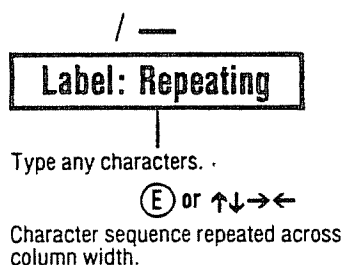 / —
Label: Repeating
Type any characters.
Ⓔ or ↑↓→←
Character sequence repeated across
column width.